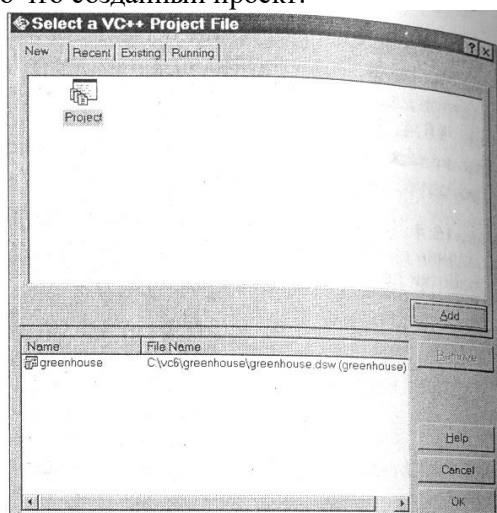 что созданный проект.
Select a VC++ Project File
New Recent Existing Running
Project
Add
Name File Name
greenhouse C:\vc6\greenhouse\greenhouse.dsw (greenhouse)
Remove
Help
Cancel
OK